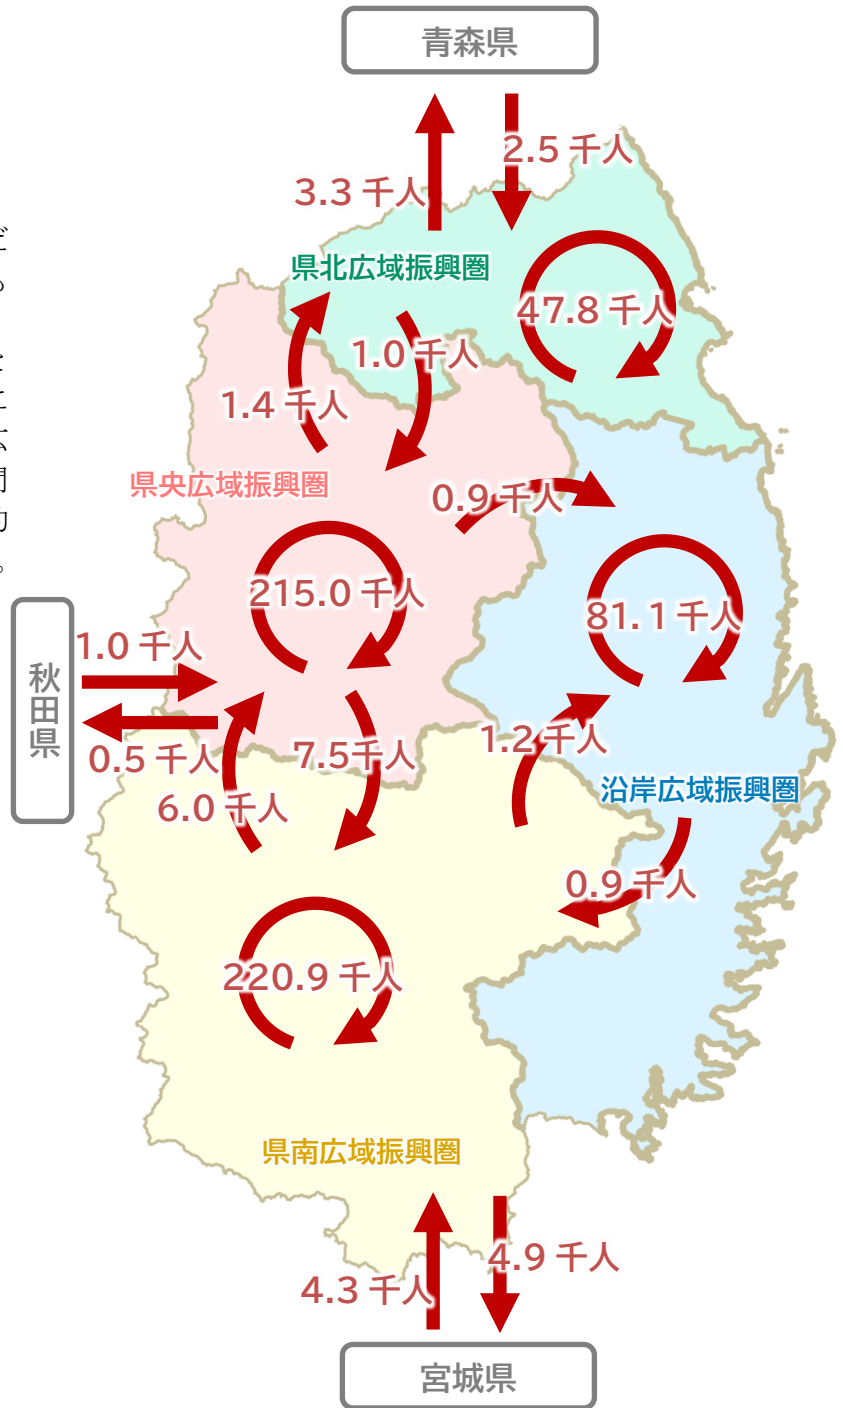 青森県
2.5 千人
3.3 千人
県北広域振興圏
47.8 千人
1.0 千人
1.4 千人
県央広域振興圏
0.9 千人
215.0 千人
81.1 千人
秋田県
1.0 千人
0.5 千人
7.5千人
1.2 千人
6.0 千人
沿岸広域振興圏
0.9 千人
220.9 千人
県南広域振興圏
4.9 千人
4.3 千人
宮城県